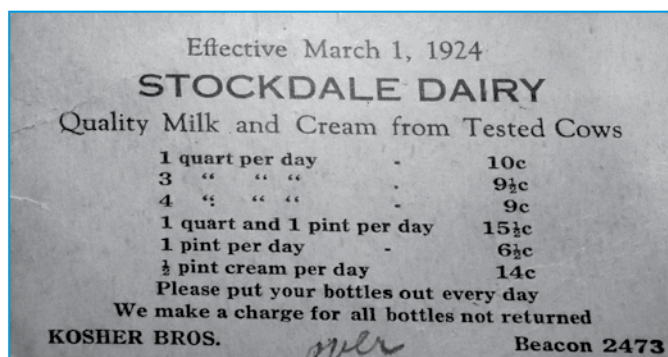 Effective March 1, 1924
STOCKDALE DAIRY
Quality Milk and Cream from Tested Cows
1 quart per day - 10c
3 “ “ “ . 9½c
4 “ “ “ - 9c
1 quart and 1 pint per day 15½c
1 pint per day - 6½c
½ pint cream per day 14c
Please put your bottles out every day
We make a charge for all bottles not returned
KOSHER BROS. Beacon 2473